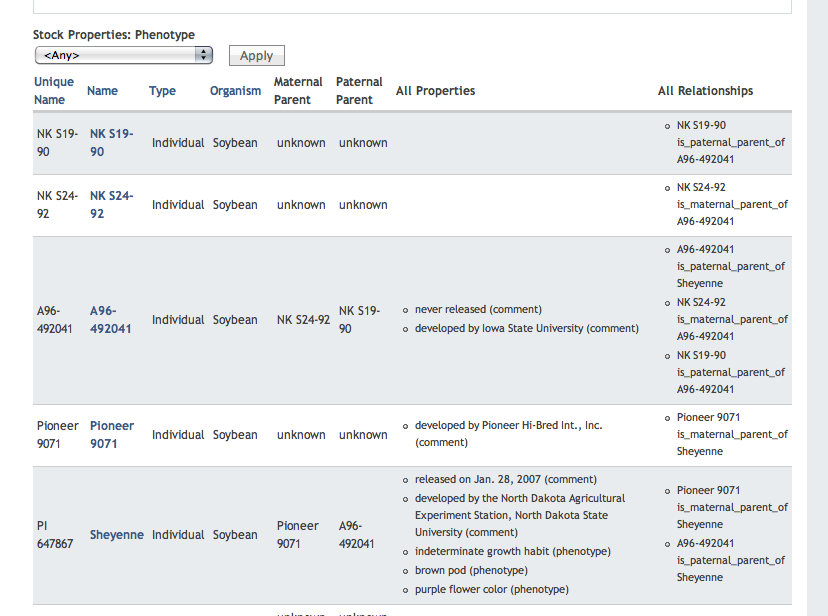 Stock Properties: Phenotype
<Any>
Apply
Unique Name
Name
Type
Organism
Maternal Parent
Paternal Parent
All Properties
All Relationships
NK S19-
90
NK S19-
90
Individual
Soybean
unknown
unknown
NK S19-90
is_paternal_parent_of
A96-492041
NK S24-
92
NK S24-
92
Individual
Soybean
unknown
unknown
NK S24-92
is_maternal_parent_of
A96-492041
A96-
492041
A96-
492041
Individual
Soybean
NK S24-92
NK S19-
90
never released (comment)
developed by Iowa State University (comment)
A96-492041
is_paternal_parent_of
Sheyenne
NK S24-92
is_maternal_parent_of
A96-492041
NK S19-90
is_paternal_parent_of
A96-492041
Pioneer
9071
Pioneer
9071
Individual
Soybean
unknown
unknown
developed by Pioneer Hi-Bred Int., Inc.
(comment)
Pioneer 9071
is_maternal_parent_of
Sheyenne
PI
647867
Sheyenne
Individual
Soybean
Pioneer
9071
A96-
492041
released on Jan. 28, 2007 (comment)
developed by the North Dakota Agricultural
Experiment Station, North Dakota State
University (comment)
indeterminate growth habit (phenotype)
brown pod (phenotype)
purple flower color (phenotype)
Pioneer 9071
is_maternal_parent_of
Sheyenne
A96-492041
is_paternal_parent_of
Sheyenne